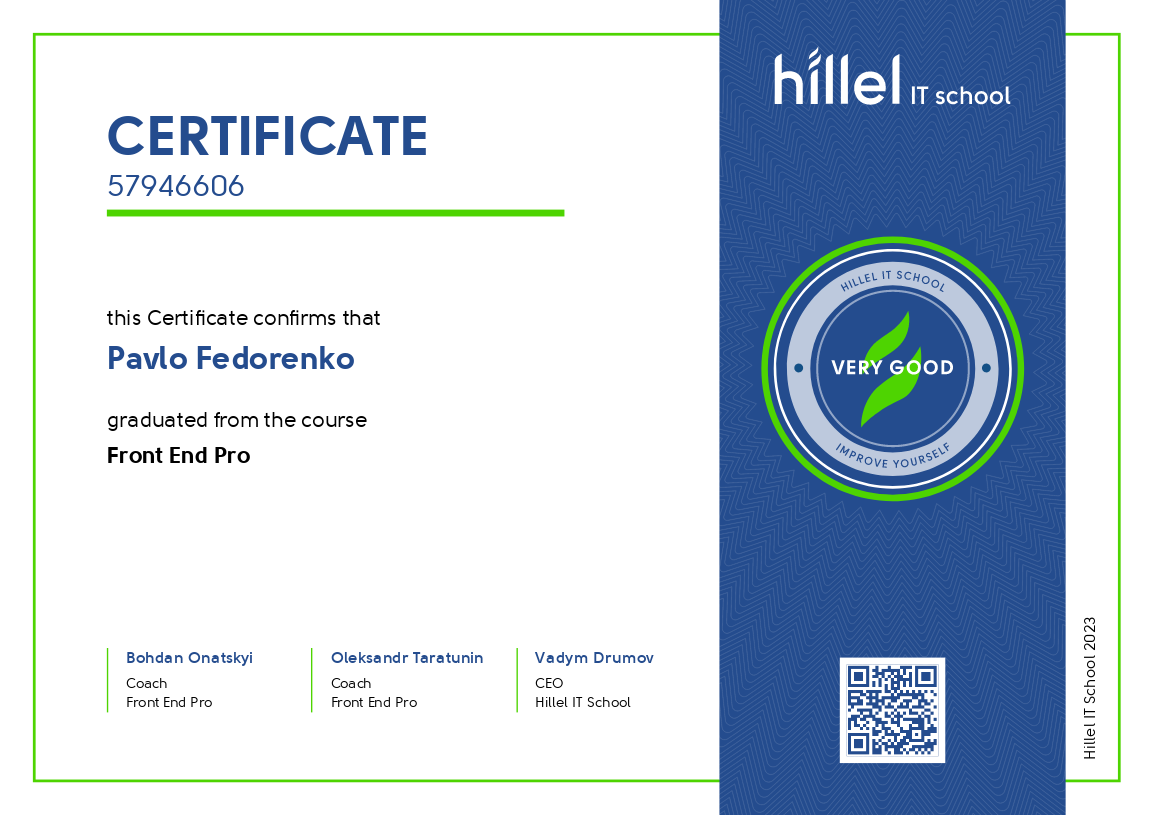 CERTIFICATE
57946606
this Certificate confirms that
Pavlo Fedorenko
graduated from the course
Front End Pro
Bohdan Onatskyi
Coach
Front End Pro
Oleksandr Taratunin
Coach
Front End Pro
Vadym Drumov
CEO
Hillel IT School
hillel IT school
HILLEL IT SCHOOL
VERY GOOD
IMPROVE YOURSELF
Hillel IT School 2023